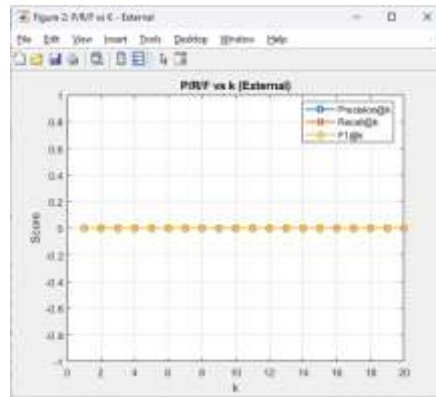 Figure 2: P/R/F vs K - External
File Edit View Insert Tools Desktop Window Help
P/R/F vs k (External)
Precision@k
Recall@k
F1@k
Score
1
0.8
0.6
0.4
0.2
0
-0.2
-0.4
-0.6
-0.8
-1
0 2 4 6 8 10 12 14 16 18 20
k